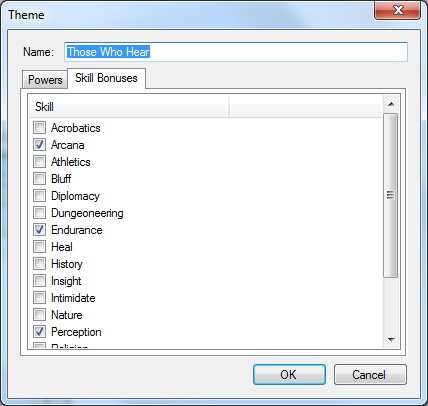 Theme
Name: Those Who Hear
Powers Skill Bonuses
Skill
Acrobatics
Arcana
Athletics
Bluff
Diplomacy
Dungeoneering
Endurance
Heal
History
Insight
Intimidate
Nature
Perception
Religion
OK Cancel